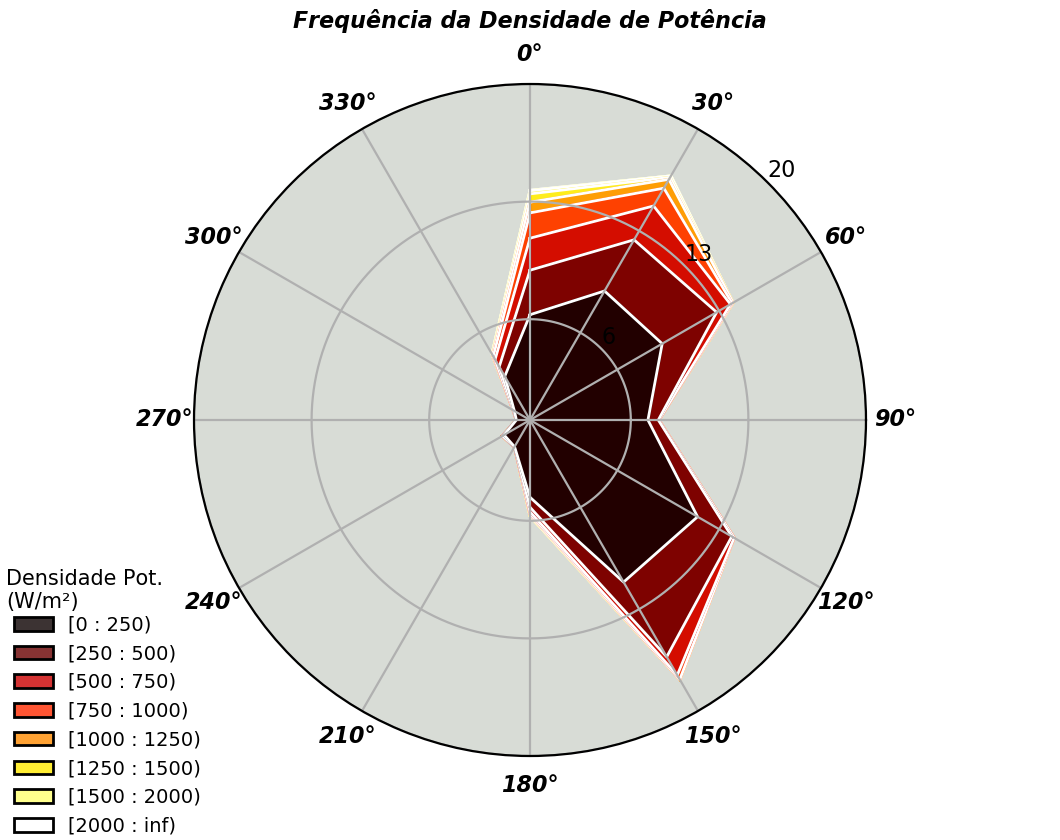 Frequência da Densidade de Potência
0°
330°
30°
20
300°
60°
13
6
270°
90°
240°
120°
210°
150°
180°
Densidade Pot.
(W/m²)
[0 : 250)
[250 : 500)
[500 : 750)
[750 : 1000)
[1000 : 1250)
[1250 : 1500)
[1500 : 2000)
[2000 : inf)